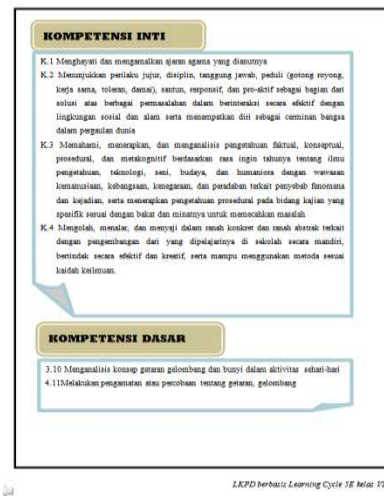 KOMPETENSI INTI
K.1 Menghayati dan mengamalkan ajaran agama yang dianutnya
K.2 Menunjukkan perilaku jujur, disiplin, tanggung jawab, peduli (gotong royong,
kerja sama, toleran, damai), santun, responsif, dan pro-aktif sebagai bagian dari
solusi atas berbagai permasalahan dalam berinteraksi secara efektif dengan
lingkungan sosial dan alam serta menempatkan diri sebagai cerminan bangsa
dalam pergaulan dunia
K.3 Memahami, menerapkan, dan menganalisis pengetahuan faktual, konseptual,
prosedural, dan metakognitif berdasarkan rasa ingin tahunya tentang ilmu
pengetahuan, teknologi, seni, budaya, dan humaniora dengan wawasan
kemanusiaan, kebangsaan, kenegaraan, dan peradaban terkait penyebab fenomena
dan kejadian, serta menerapkan pengetahuan prosedural pada bidang kajian yang
spesifik sesuai dengan bakat dan minatnya untuk memecahkan masalah
K.4 Mengolah, menalar, dan menyaji dalam ranah konkret dan ranah abstrak terkait
dengan pengembangan dari yang dipelajarinya di sekolah secara mandiri,
bertindak secara efektif dan kreatif, serta mampu menggunakan metoda sesuai
kaidah keilmuan.
KOMPETENSI DASAR
3.10 Menganalisis konsep getaran gelombang dan bunyi dalam aktivitas sehari-hari
4.11Melakukan pengamatan atau percobaan tentang getaran, gelombang
LKPD berbasis Learning Cycle 5E kelas VI